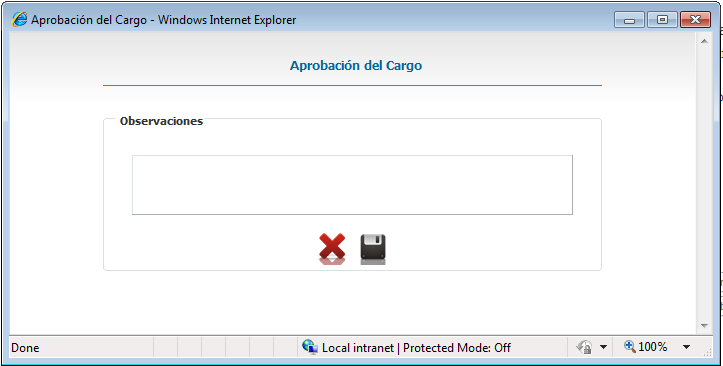 Aprobación del Cargo - Windows Internet Explorer
Aprobación del Cargo
Observaciones
Done
Local intranet | Protected Mode: Off
100%